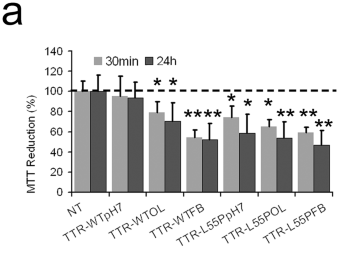 a
140
120
100
80
60
40
20
0
MTT Reduction (%)
30min 24h
* *
** **
* *
* **
** **
NT
TTR-WTpH7
TTR-WTOL
TTR-WTFB
TTR-L55PpH7
TTR-L55POL
TTR-L55PFB